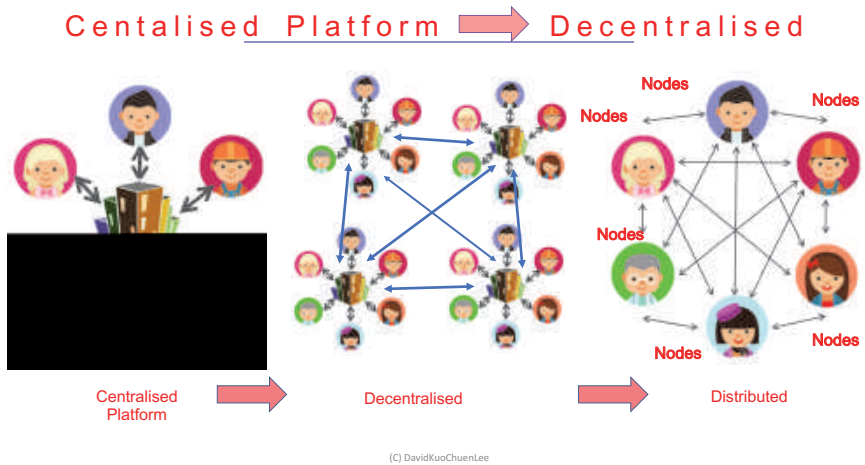 Centalised Platform Decentralised
Nodes
Nodes
Nodes
Nodes
Nodes
Nodes
Centralised
Platform
Decentralised
Distributed
(C) DavidKuoChuenLee